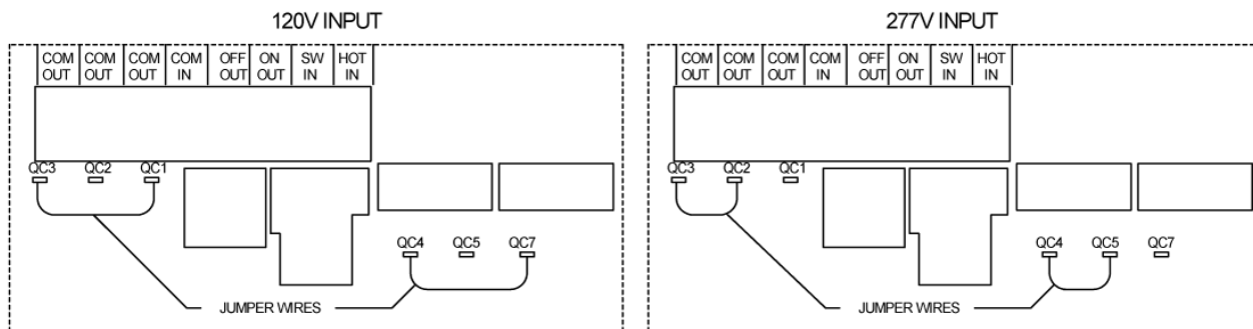 120V INPUT
COM OUT
COM OUT
COM OUT
COM IN
OFF OUT
ON OUT
SW IN
HOT IN
QC3 QC2 QC1
QC4 QC5 QC7
JUMPER WIRES
277V INPUT
COM OUT
COM OUT
COM OUT
COM IN
OFF OUT
ON OUT
SW IN
HOT IN
QC3 QC2 QC1
QC4 QC5 QC7
JUMPER WIRES